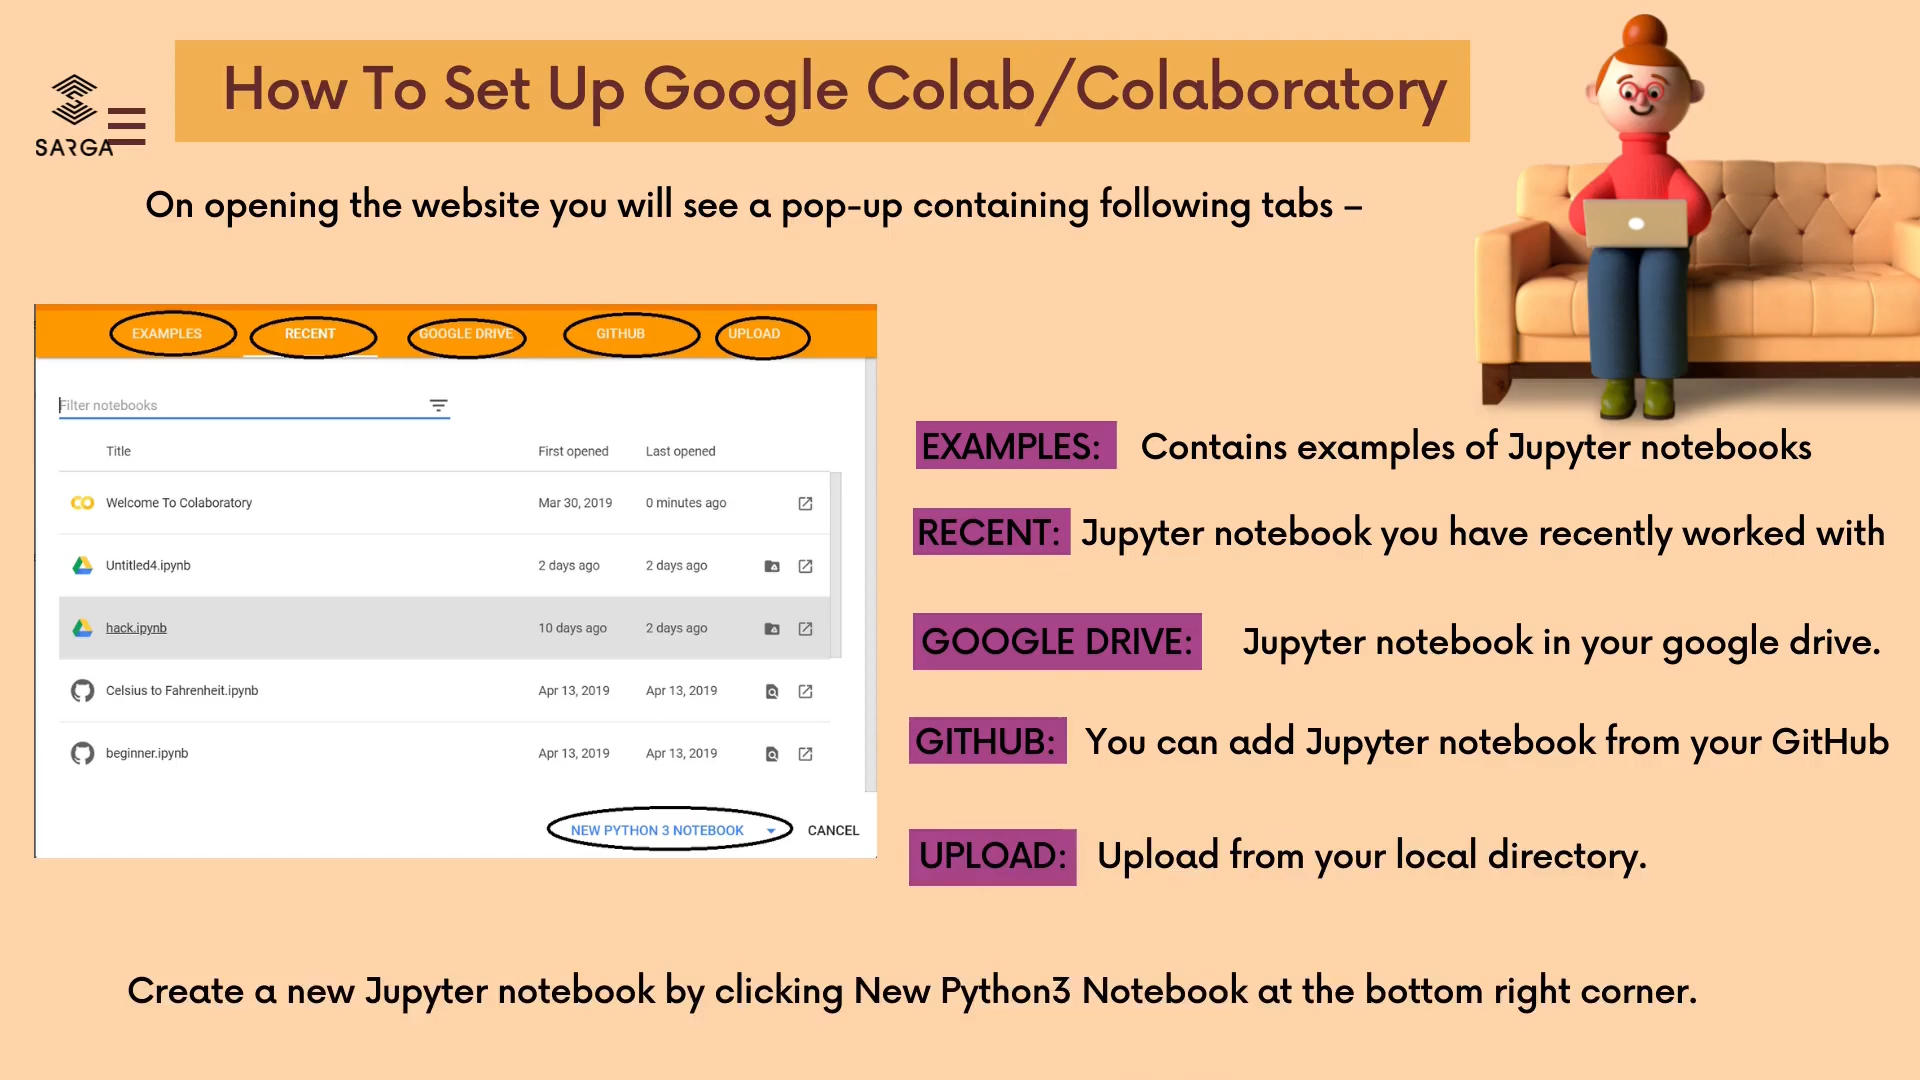 How To Set Up Google Colab/Colaboratory
SARGA
On opening the website you will see a pop-up containing following tabs –
EXAMPLES RECENT GOOGLE DRIVE GITHUB UPLOAD
Filter notebooks
Title First opened Last opened
Welcome To Colaboratory Mar 30, 2019 0 minutes ago
Untitled4.ipynb 2 days ago 2 days ago
hack.ipynb 10 days ago 2 days ago
Celsius to Fahrenheit.ipynb Apr 13, 2019 Apr 13, 2019
beginner.ipynb Apr 13, 2019 Apr 13, 2019
NEW PYTHON 3 NOTEBOOK CANCEL
EXAMPLES: Contains examples of Jupyter notebooks
RECENT: Jupyter notebook you have recently worked with
GOOGLE DRIVE: Jupyter notebook in your google drive.
GITHUB: You can add Jupyter notebook from your GitHub
UPLOAD: Upload from your local directory.
Create a new Jupyter notebook by clicking New Python3 Notebook at the bottom right corner.